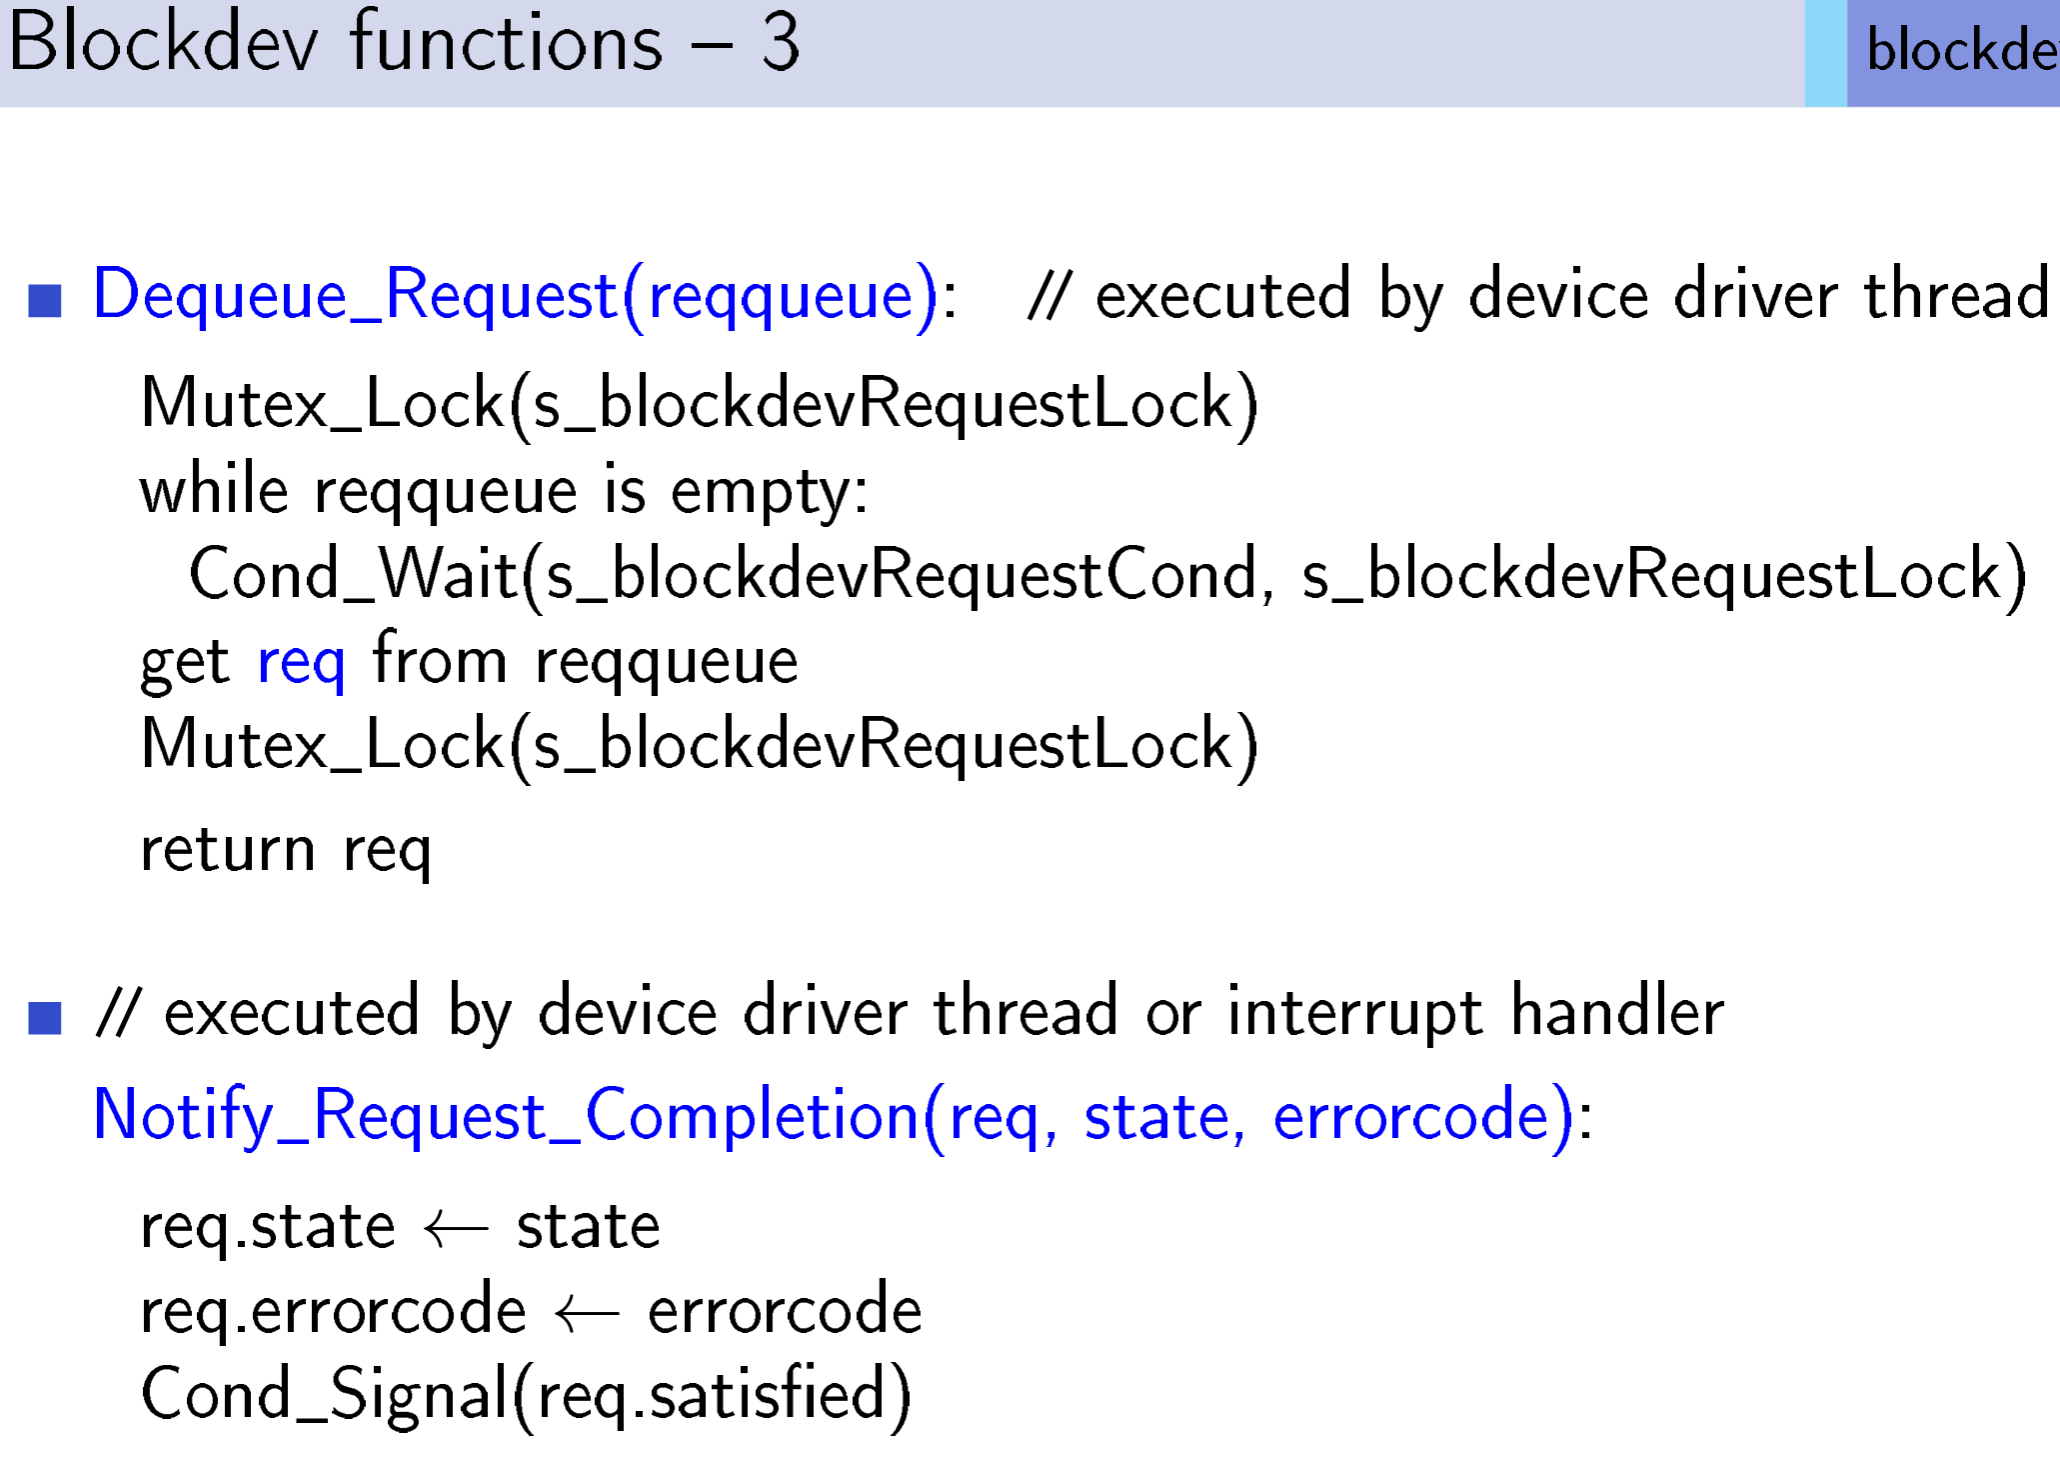 Blockdev functions – 3
blockde
Dequeue_Request(reqqueue): // executed by device driver thread
Mutex_Lock(s_blockdevRequestLock)
while reqqueue is empty:
Cond_Wait(s_blockdevRequestCond, s_blockdevRequestLock)
get req from reqqueue
Mutex_Lock(s_blockdevRequestLock)
return req
// executed by device driver thread or interrupt handler
Notify_Request_Completion(req, state, errorcode):
req.state ← state
req.errorcode ← errorcode
Cond_Signal(req.satisfied)